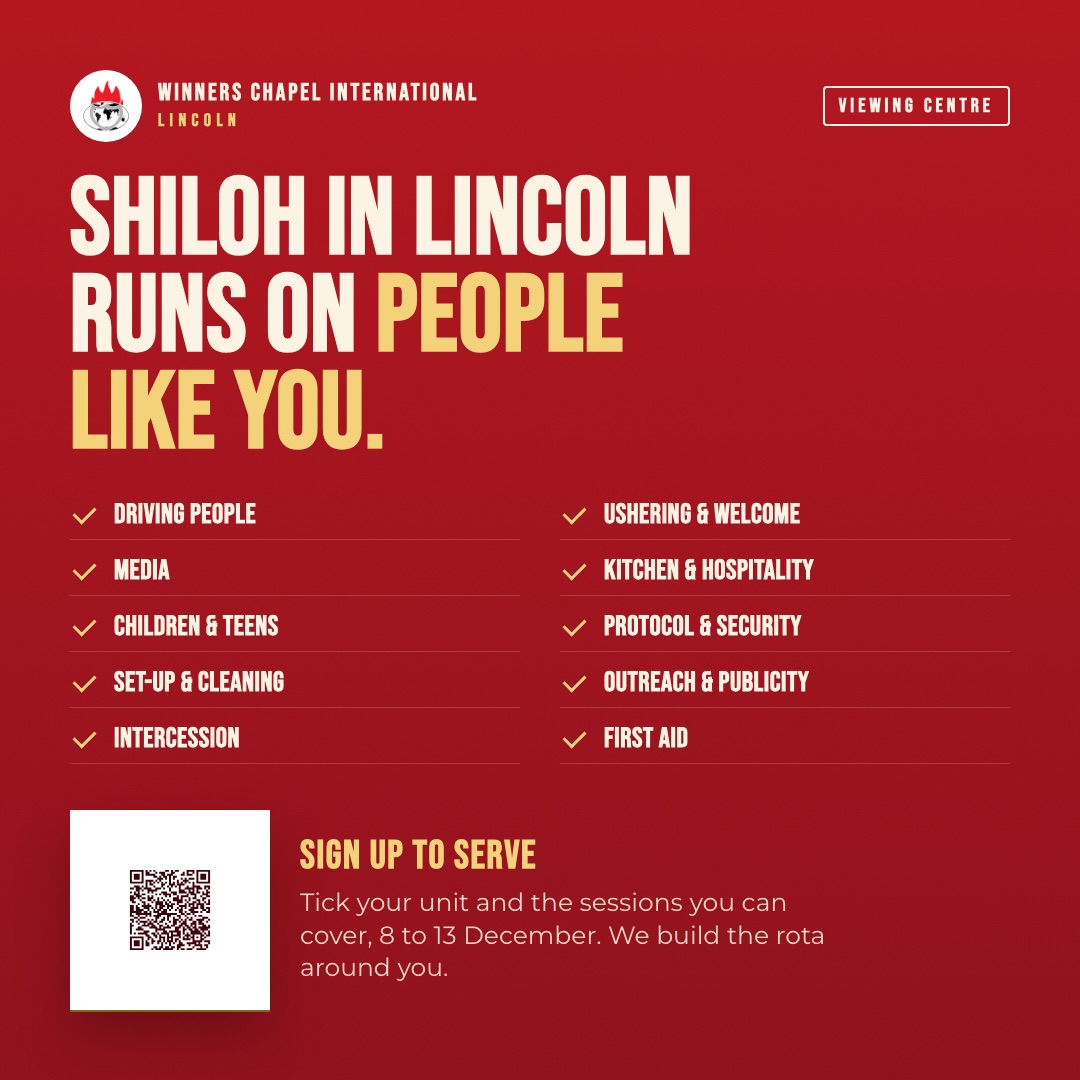 WINNERS CHAPEL INTERNATIONAL
LINCOLN
VIEWING CENTRE
SHILOH IN LINCOLN
RUNS ON PEOPLE
LIKE YOU.
DRIVING PEOPLE
USHERING & WELCOME
MEDIA
KITCHEN & HOSPITALITY
CHILDREN & TEENS
PROTOCOL & SECURITY
SET-UP & CLEANING
OUTREACH & PUBLICITY
INTERCESSION
FIRST AID
SIGN UP TO SERVE
Tick your unit and the sessions you can
cover, 8 to 13 December. We build the rota
around you.